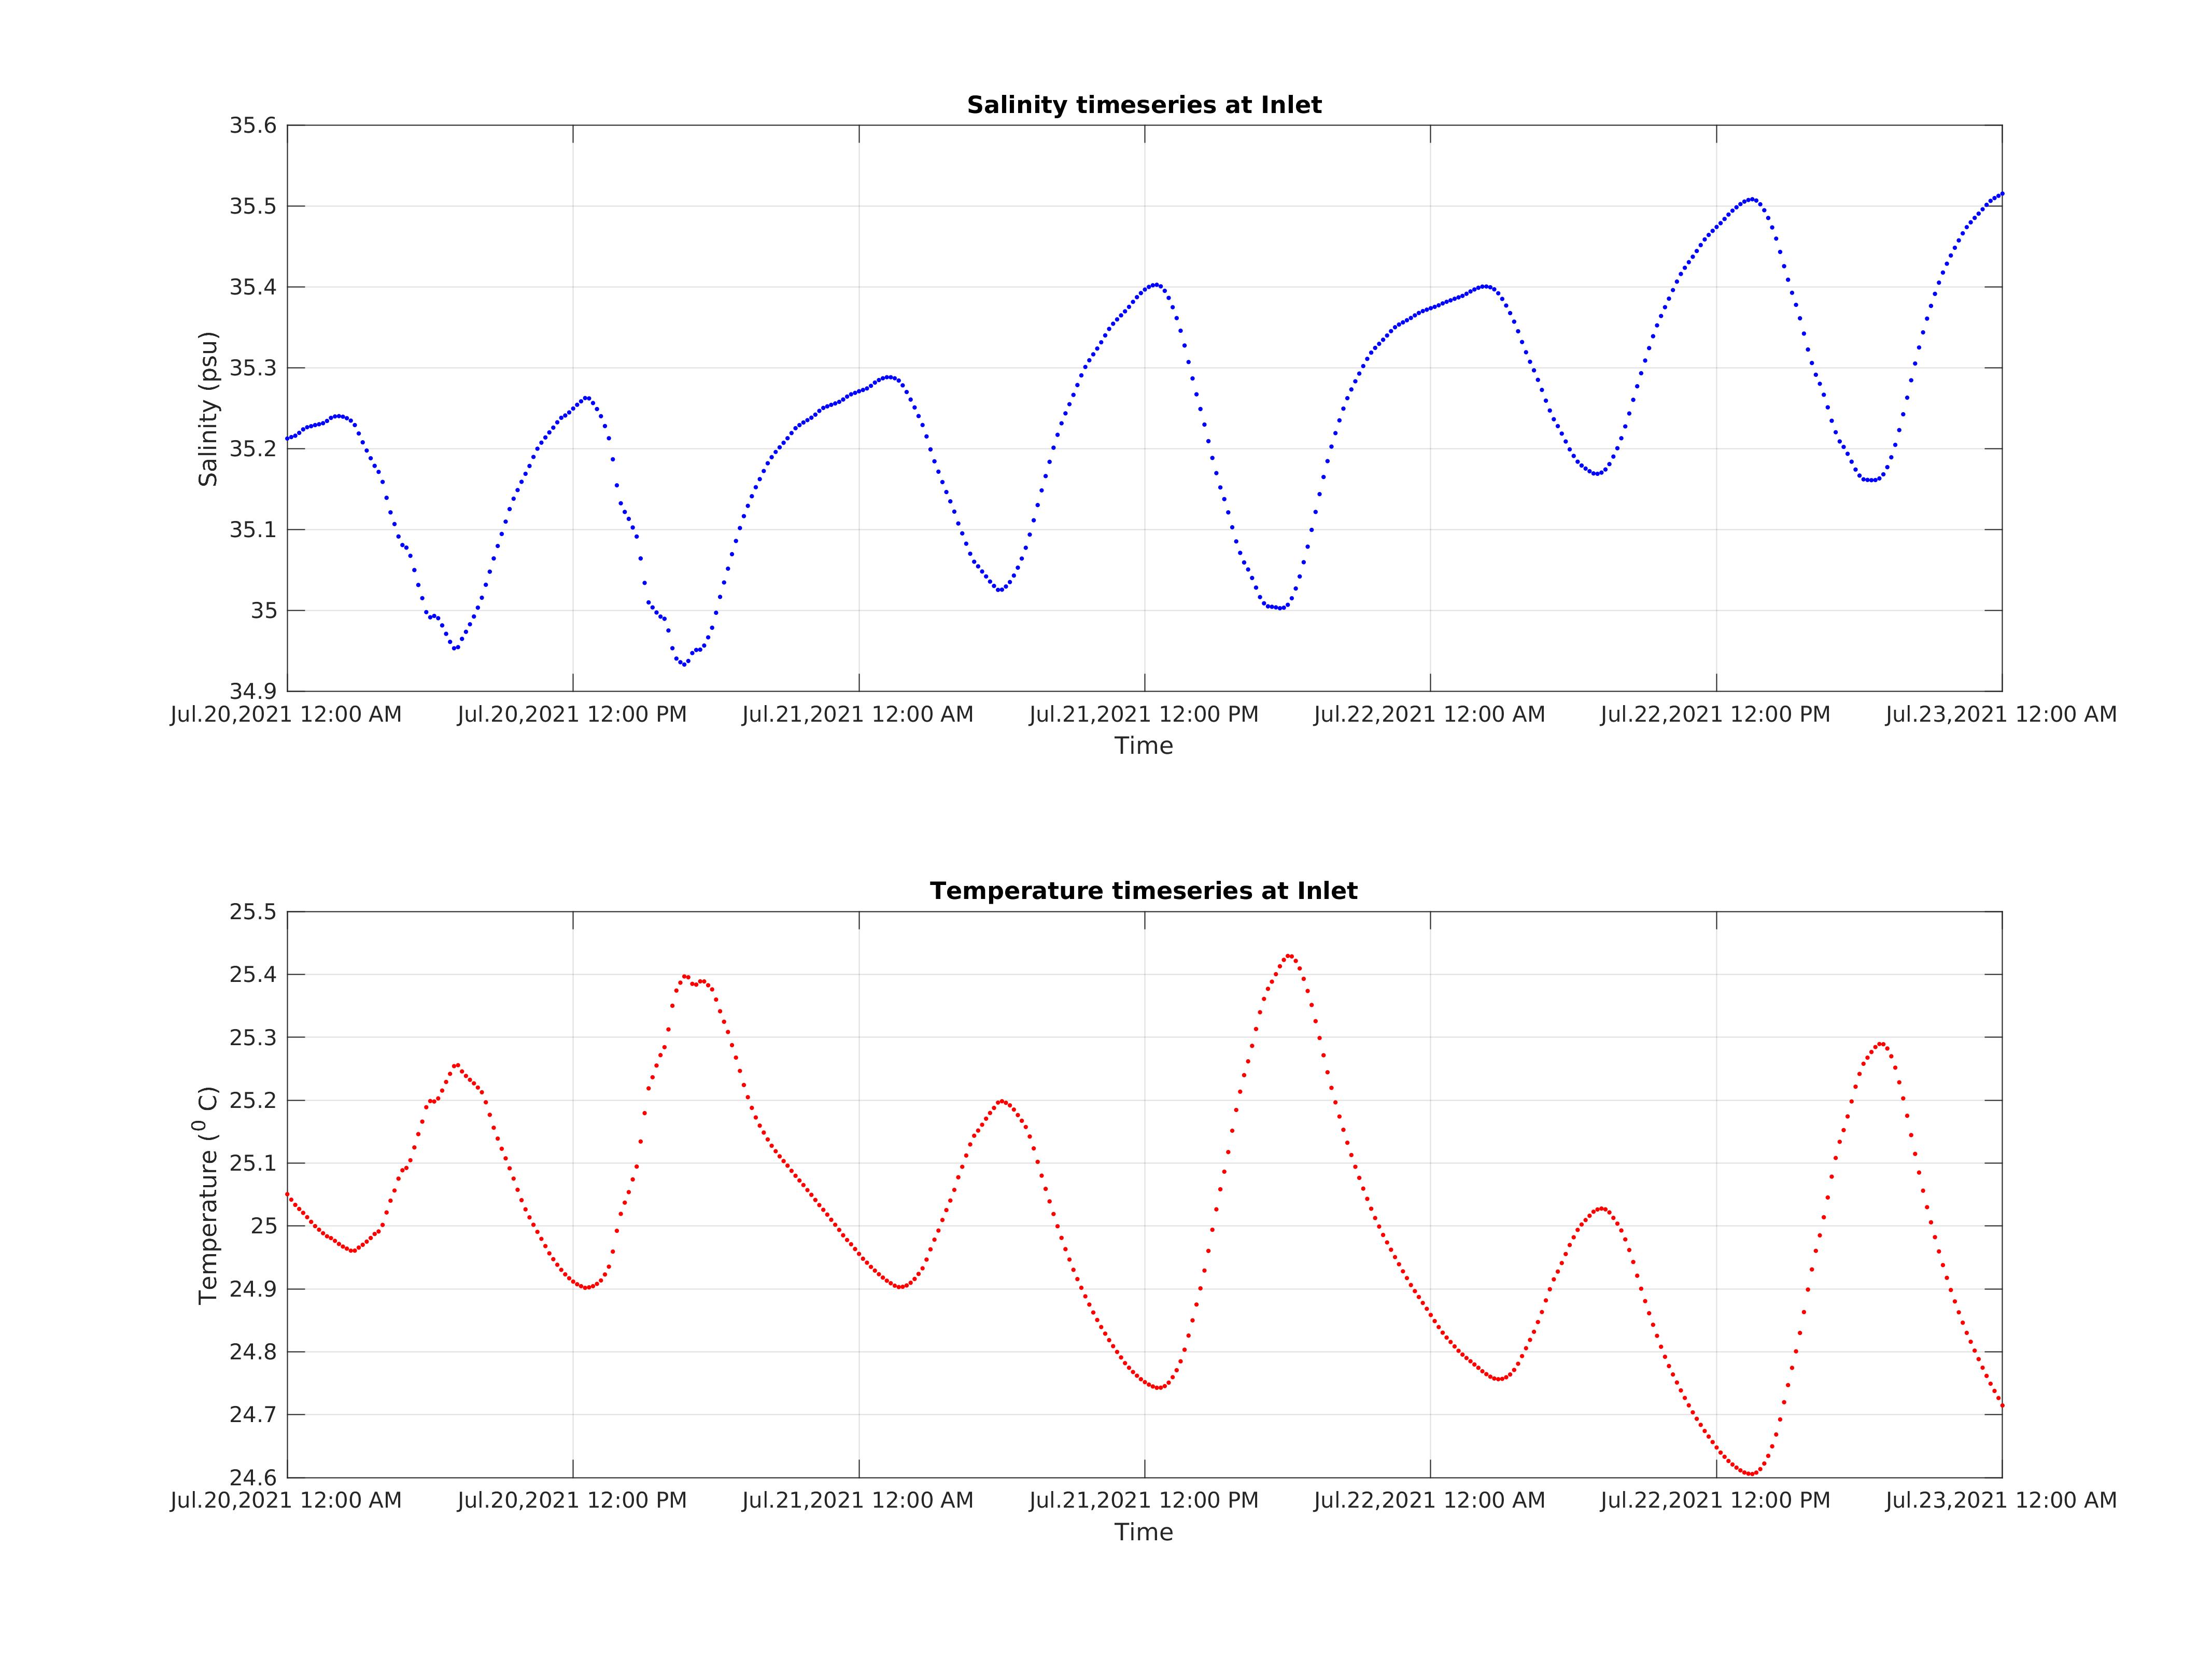 Salinity timeseries at Inlet
35.6
35.5
35.4
35.3
35.2
35.1
35
34.9
Salinity (psu)
Jul.20,2021 12:00 AM Jul.20,2021 12:00 PM Jul.21,2021 12:00 AM Jul.21,2021 12:00 PM Jul.22,2021 12:00 AM Jul.22,2021 12:00 PM Jul.23,2021 12:00 AM
Time
Temperature timeseries at Inlet
25.5
25.4
25.3
25.2
25.1
25
24.9
24.8
24.7
24.6
Temperature (⁰ C)
Jul.20,2021 12:00 AM Jul.20,2021 12:00 PM Jul.21,2021 12:00 AM Jul.21,2021 12:00 PM Jul.22,2021 12:00 AM Jul.22,2021 12:00 PM Jul.23,2021 12:00 AM
Time